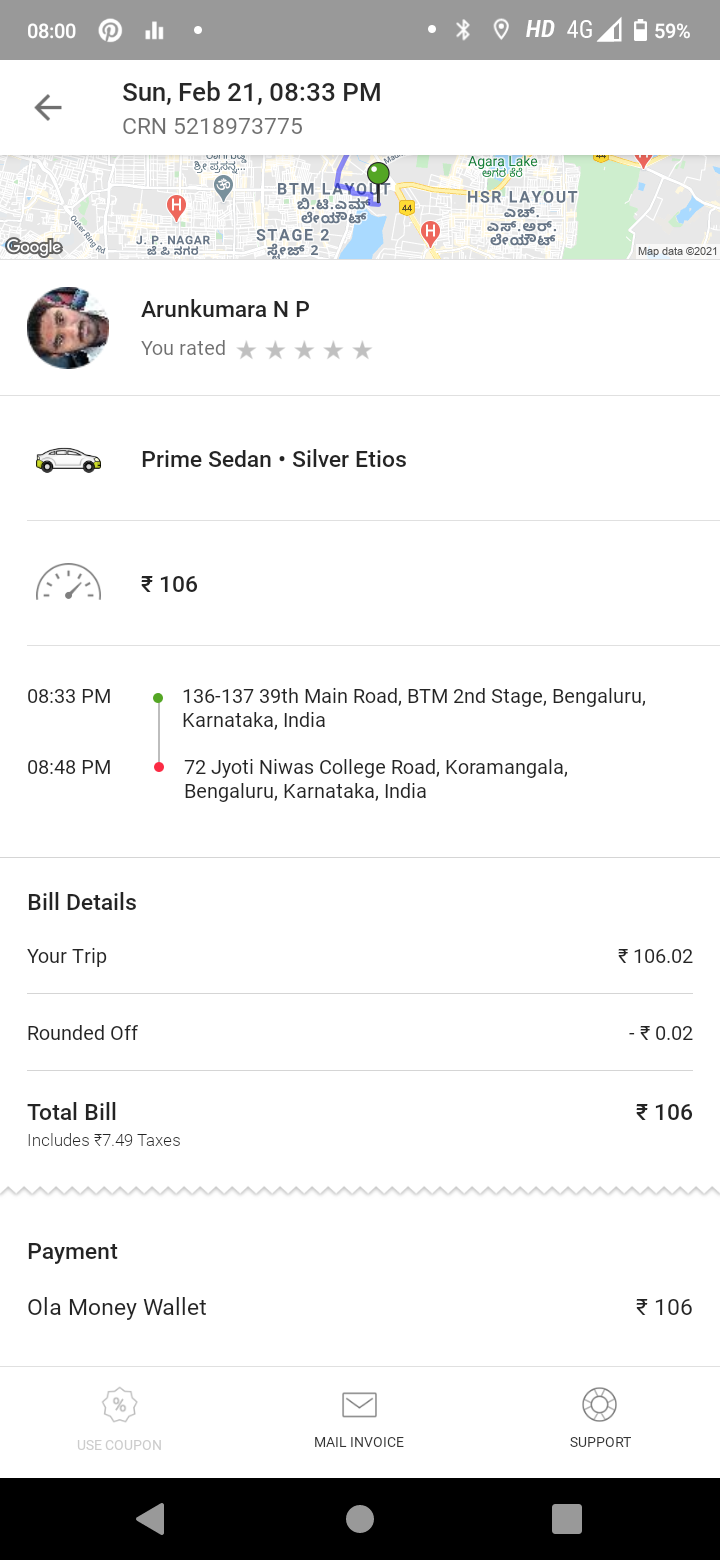 08:00
HD 4G 59%
Sun, Feb 21, 08:33 PM
CRN 5218973775
Agara Lake
ಅಗರ ಕೆರೆ
44
BTM LAYOUT
ಬಿ.ಟಿ.ಎಮ್
ಲೇಯೌಟ್
HSR LAYOUT
ಎಚ್.
ಎಸ್.ಆರ್.
ಲೇಯೌಟ್
44
H
H
Outer Ring Rd
J. P. NAGAR
ಜೆ ಪಿ ನಗರ
STAGE 2
ಸ್ಟೇಜ್ 2
Google
Map data ©2021
Arunkumara N P
You rated
Prime Sedan • Silver Etios
₹ 106
08:33 PM
136-137 39th Main Road, BTM 2nd Stage, Bengaluru,
Karnataka, India
08:48 PM
72 Jyoti Niwas College Road, Koramangala,
Bengaluru, Karnataka, India
Bill Details
Your Trip ₹ 106.02
Rounded Off - ₹ 0.02
Total Bill ₹ 106
Includes ₹7.49 Taxes
Payment
Ola Money Wallet ₹ 106
%
USE COUPON
MAIL INVOICE
SUPPORT